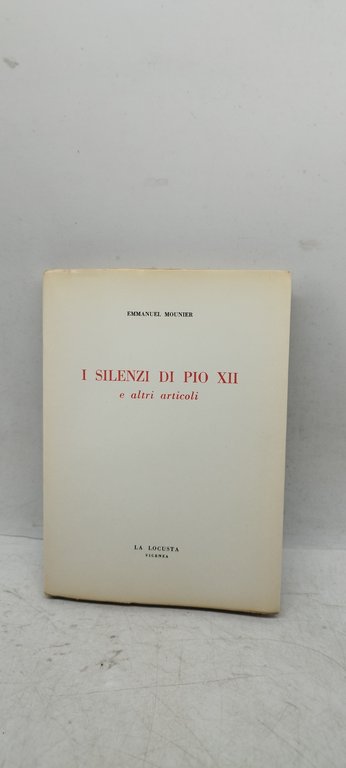 EMMANUEL MOUNIER
I SILENZI DI PIO XII
e altri articoli
LA LOCUSTA
VICENZA